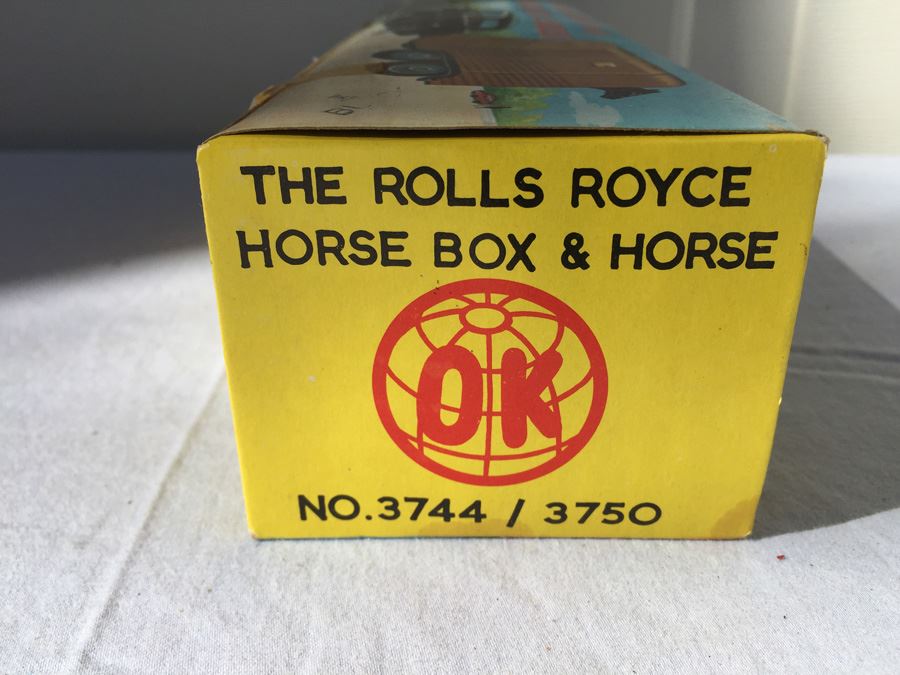 THE ROLLS ROYCE
HORSE BOX & HORSE
OK
NO.3744 / 3750